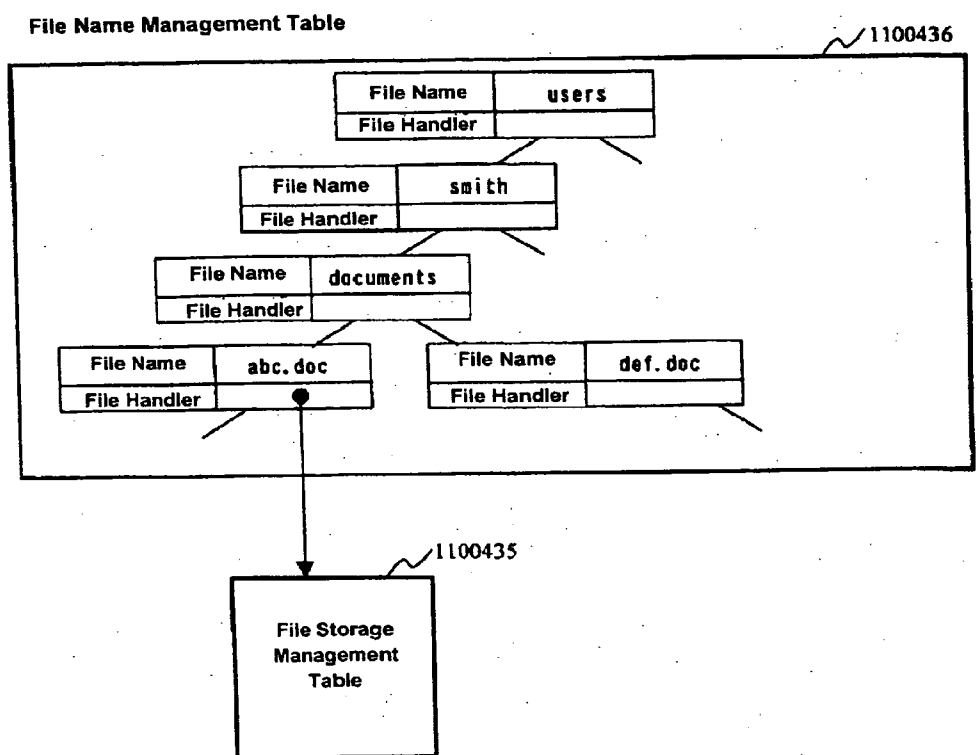 File Name Management Table
1100436
File Name users
File Handler
File Name smith
File Handler
File Name documents
File Handler
File Name abc.doc
File Handler
File Name def.doc
File Handler
1100435
File Storage
Management
Table